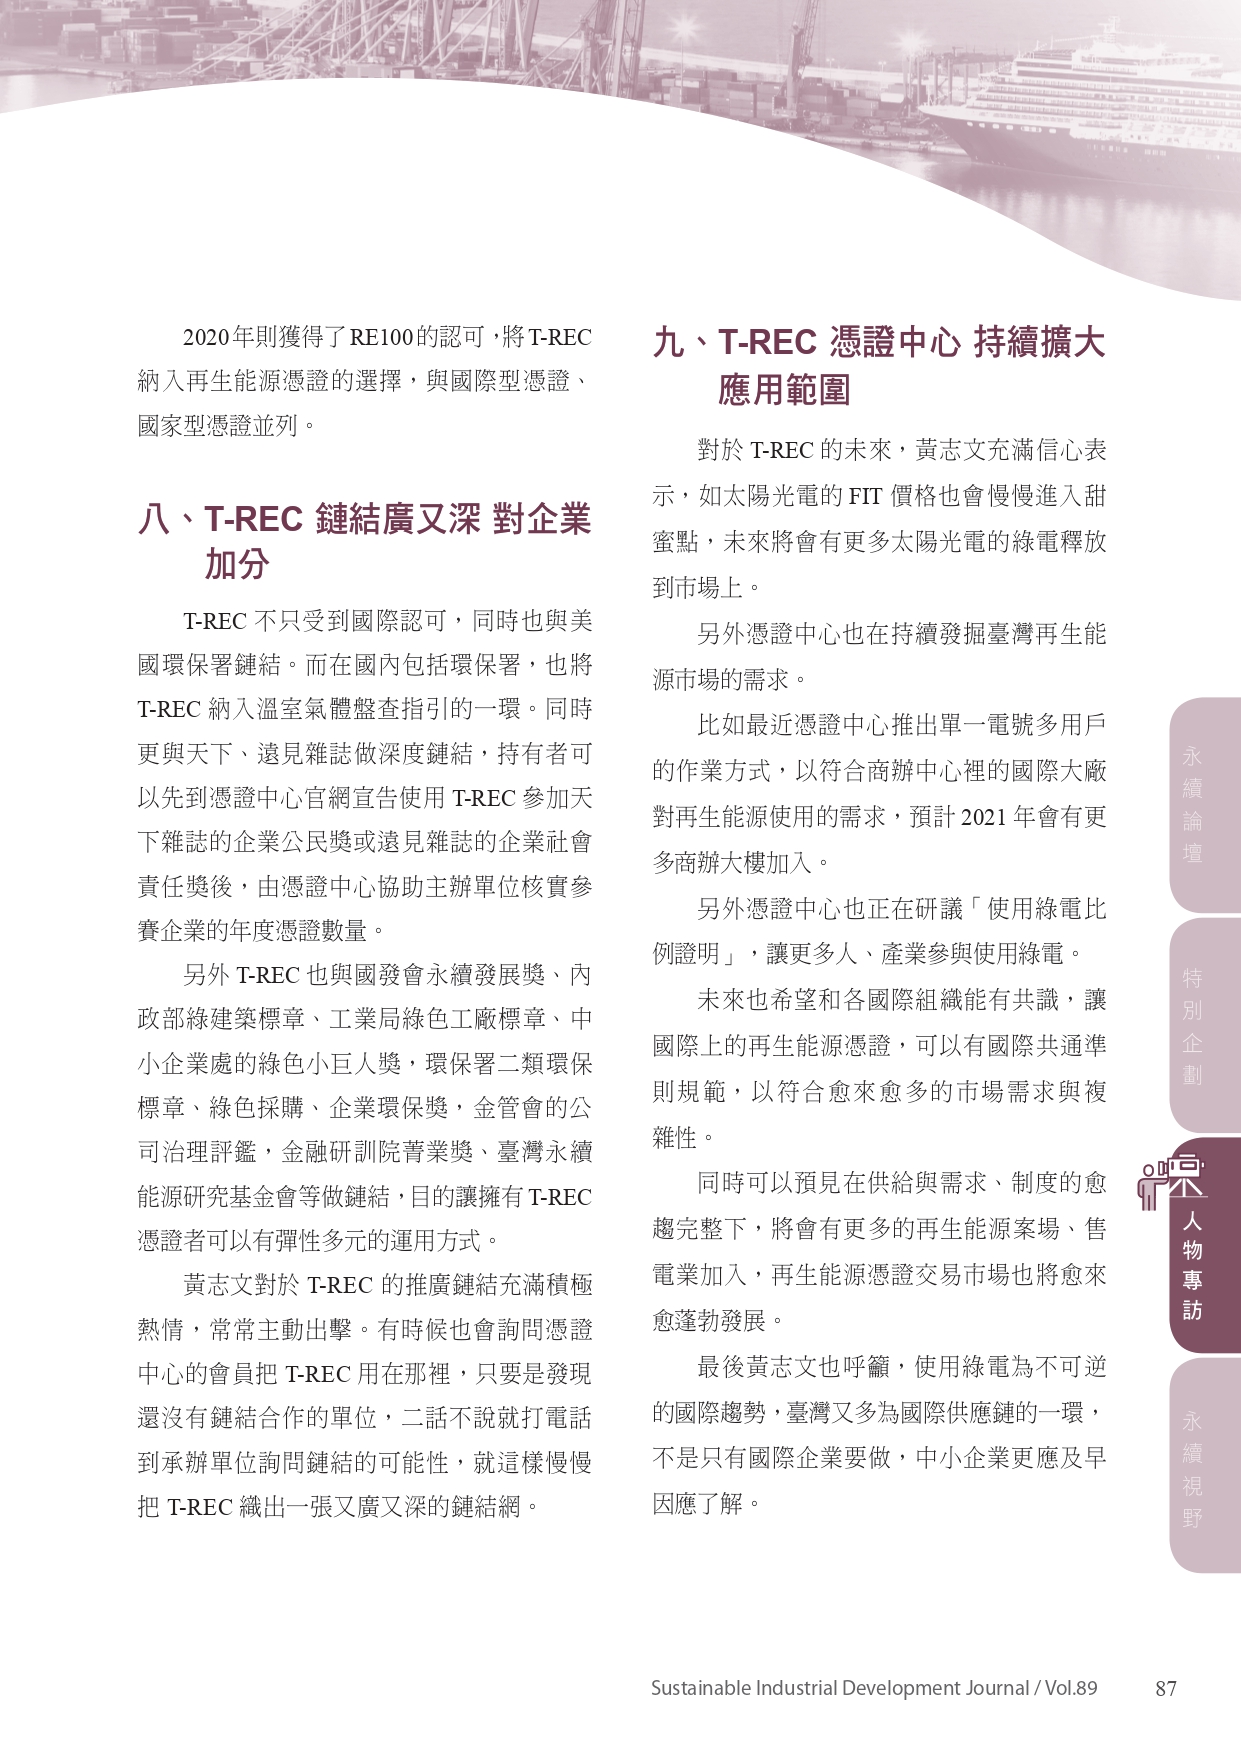 2020年則獲得了RE100的認可，將T-REC
納入再生能源憑證的選擇，與國際型憑證、
國家型憑證並列。
八、T-REC 鏈結廣又深 對企業
加分
T-REC 不只受到國際認可，同時也與美
國環保署鏈結。而在國內包括環保署，也將
T-REC 納入溫室氣體盤查指引的一環。同時
更與天下、遠見雜誌做深度鏈結，持有者可
以先到憑證中心官網宣告使用 T-REC 參加天
下雜誌的企業公民獎或遠見雜誌的企業社會
責任獎後，由憑證中心協助主辦單位核實參
賽企業的年度憑證數量。
另外 T-REC 也與國發會永續發展獎、內
政部綠建築標章、工業局綠色工廠標章、中
小企業處的綠色小巨人獎，環保署二類環保
標章、綠色採購、企業環保獎，金管會的公
司治理評鑑，金融研訓院菁業獎、臺灣永續
能源研究基金會等做鏈結，目的讓擁有T-REC
憑證者可以有彈性多元的運用方式。
黃志文對於 T-REC 的推廣鏈結充滿積極
熱情，常常主動出擊。有時候也會詢問憑證
中心的會員把 T-REC 用在那裡，只要是發現
還沒有鏈結合作的單位，二話不說就打電話
到承辦單位詢問鏈結的可能性，就這樣慢慢
把 T-REC 織出一張又廣又深的鏈結網。
九、T-REC 憑證中心 持續擴大
應用範圍
對於 T-REC 的未來，黃志文充滿信心表
示，如太陽光電的 FIT 價格也會慢慢進入甜
蜜點，未來將會有更多太陽光電的綠電釋放
到市場上。
另外憑證中心也在持續發掘臺灣再生能
源市場的需求。
比如最近憑證中心推出單一電號多用戶
的作業方式，以符合商辦中心裡的國際大廠
對再生能源使用的需求，預計 2021 年會有更
多商辦大樓加入。
另外憑證中心也正在研議「使用綠電比
例證明」，讓更多人、產業參與使用綠電。
未來也希望和各國際組織能有共識，讓
國際上的再生能源憑證，可以有國際共通準
則規範，以符合愈來愈多的市場需求與複
雜性。
同時可以預見在供給與需求、制度的愈
趨完整下，將會有更多的再生能源案場、售
電業加入，再生能源憑證交易市場也將愈來
愈蓬勃發展。
最後黃志文也呼籲，使用綠電為不可逆
的國際趨勢，臺灣又多為國際供應鏈的一環，
不是只有國際企業要做，中小企業更應及早
因應了解。
永續論壇
特別企劃
人物專訪
永續視野
Sustainable Industrial Development Journal / Vol.89
87